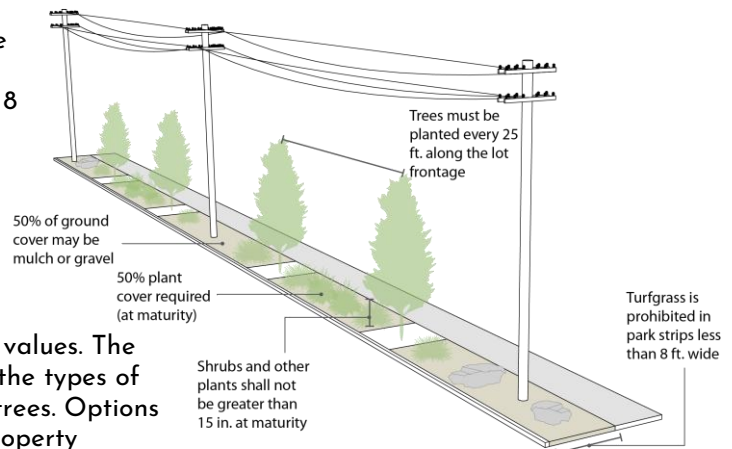 e
8
Trees must be
planted every 25
ft. along the lot
frontage
50% of ground
cover may be
mulch or gravel
50% plant
cover required
(at maturity)
Turfgrass is
prohibited in
park strips less
than 8 ft. wide
Shrubs and other
plants shall not
be greater than
15 in. at maturity
values. The
the types of
trees. Options
operty